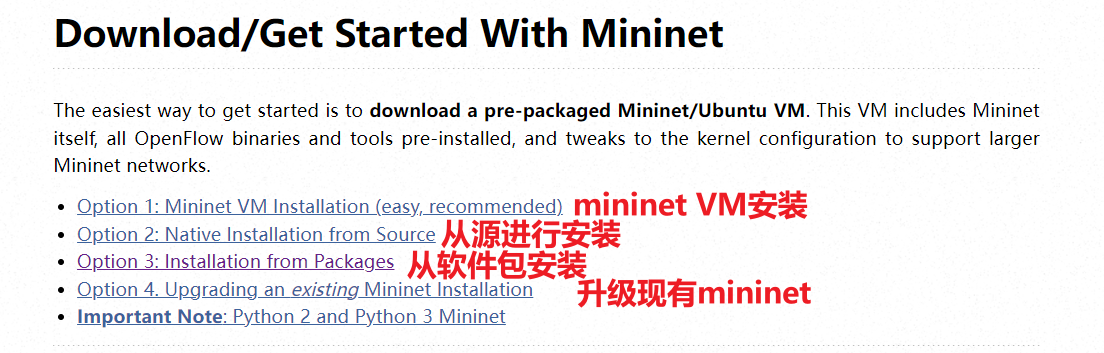 Download/Get Started With Mininet
The easiest way to get started is to download a pre-packaged Mininet/Ubuntu VM. This VM includes Mininet
itself, all OpenFlow binaries and tools pre-installed, and tweaks to the kernel configuration to support larger
Mininet networks.
Option 1: Mininet VM Installation (easy, recommended) mininet VM安装
Option 2: Native Installation from Source 从源进行安装
Option 3: Installation from Packages 从软件包安装
Option 4. Upgrading an existing Mininet Installation 升级现有mininet
Important Note: Python 2 and Python 3 Mininet